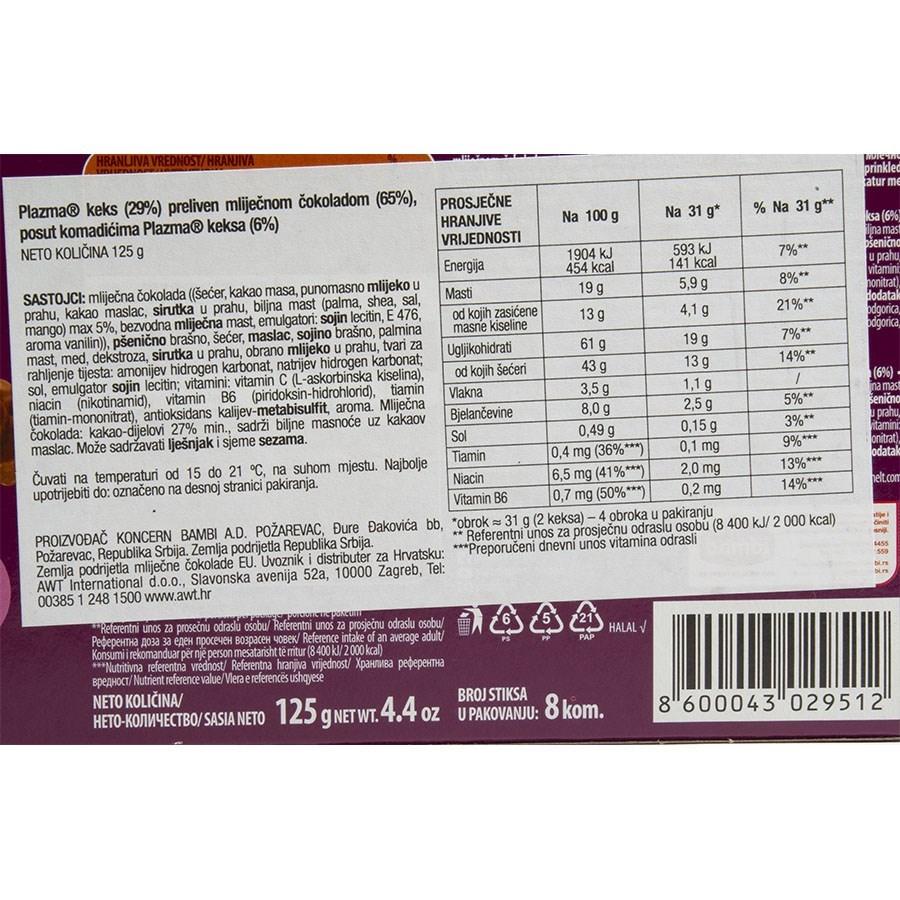 HRANLJIVA VREDNOST/ HRANJIVA
%
Plazma® keks (29%) preliven mliječnom čokoladom (65%),
posut komadićima Plazma® keksa (6%)
NETO KOLIČINA 125 g
SASTOJCI: mliječna čokolada ((šećer, kakao masa, punomasno mlijeko u
prahu, kakao maslac, sirutka u prahu, biljna mast (palma, shea, sal,
mango) max 5%, bezvodna mliječna mast, emulgatori: sojin lecitin, E 476,
aroma vanilin)), pšenično brašno, šećer, maslac, sojino brašno, palmina
mast, med, dekstroza, sirutka u prahu, obrano mlijeko u prahu, tvari za
rahljenje tijesta: amonijev hidrogen karbonat, natrijev hidrogen karbonat;
sol, emulgator sojin lecitin; vitamini: vitamin C (L-askorbinska kiselina),
niacin (nikotinamid), vitamin B6 (piridoksin-hidrohlorid), tiamin
(tiamin-mononitrat), antioksidans kalijev-metabisulfit, aroma. Mliječna
čokolada: kakao-dijelovi 27% min., sadrži biljne masnoće uz kakaov
maslac. Može sadržavati lješnjak i sjeme sezama.
Čuvati na temperaturi od 15 do 21 °C, na suhom mjestu. Najbolje
upotrijebiti do: označeno na desnoj stranici pakiranja.
PROIZVOĐAČ KONCERN BAMBI A.D. POŽAREVAC, Đure Đakovića bb,
Požarevac, Republika Srbija. Zemlja podrijetla Republika Srbija.
Zemlja podrijetla mliječne čokolade EU. Uvoznik i distributer za Hrvatsku:
AWT International d.o.o., Slavonska avenija 52a, 10000 Zagreb, Tel:
00385 1 248 1500 www.awt.hr
PROSJEČNE HRANJIVE VRIJEDNOSTI Na 100 g Na 31 g* % Na 31 g**
Energija 1904 kJ 454 kcal 593 kJ 141 kcal 7%**
Masti 19 g 5,9 g 8%**
od kojih zasićene masne kiseline 13 g 4,1 g 21%**
Ugljikohidrati 61 g 19 g 7%**
od kojih šećeri 43 g 13 g 14%**
Vlakna 3,5 g 1,1 g /
Bjelančevine 8,0 g 2,5 g 5%**
Sol 0,49 g 0,15 g 3%**
Tiamin 0,4 mg (36%***) 0,1 mg 9%***
Niacin 6,5 mg (41%***) 2,0 mg 13%***
Vitamin B6 0,7 mg (50%***) 0,2 mg 14%***
*obrok ≈ 31 g (2 keksa) – 4 obroka u pakiranju
** Referentni unos za prosječnu odraslu osobu (8 400 kJ/ 2 000 kcal)
***Preporučeni dnevni unos vitamina odrasli
**Referentni unos za prosečnu odraslu osobu/ Referentni unos za prosječnu odraslu osobu/
Референтна доза за еден просечен возрасен човек/ Reference intake of an average adult/
Konsumi i rekomanduar për një person mesatarisht të rritur (8 400 kJ/ 2 000 kcal)
***Nutritivna referentna vrednost/ Referentna hranjiva vrijednost/ Хранлива референтна
вредност/ Nutrient reference value/ Vlera e references ushqyese
NETO KOLIČINA/
НЕТО-КОЛИЧЕСТВО/ SASIA NETO 125 g NET WT. 4.4 oz
6 PS 5 PP 21 PAP HALAL √
BROJ STIKSA
U PAKOVANJU: 8 kom.
8 600043 029512